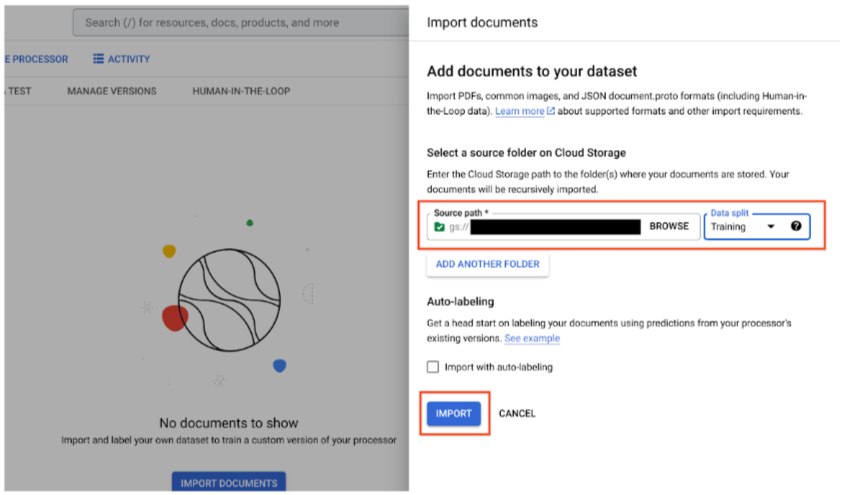 Search (/) for resources, docs, products, and more
E PROCESSOR
ACTIVITY
TEST
MANAGE VERSIONS
HUMAN-IN-THE-LOOP
No documents to show
Import and label your own dataset to train a custom version of your processor
IMPORT DOCUMENTS
Import documents
Add documents to your dataset
Import PDFs, common images, and JSON document.proto formats (including Human-in-
the-Loop data). Learn more about supported formats and other import requirements.
Select a source folder on Cloud Storage
Enter the Cloud Storage path to the folder(s) where your documents are stored. Your
documents will be recursively imported.
Source path *
gs://
BROWSE
Data split
Training
ADD ANOTHER FOLDER
Auto-labeling
Get a head start on labeling your documents using predictions from your processor's
existing versions. See example
Import with auto-labeling
IMPORT
CANCEL